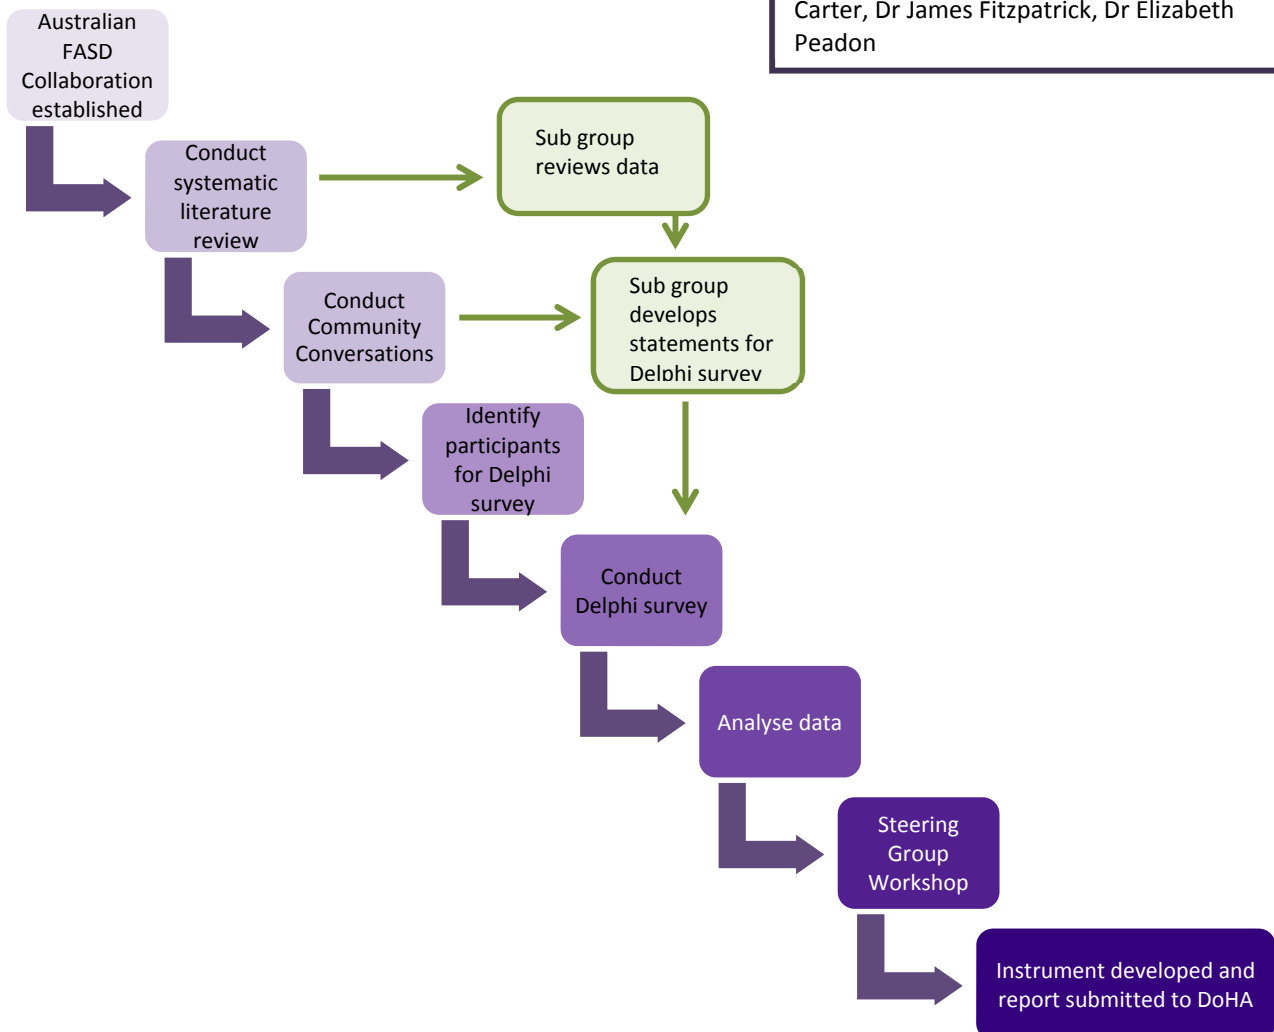 Carter, Dr James Fitzpatrick, Dr Elizabeth
Peadon
Australian
FASD
Collaboration
established
Conduct
systematic
literature
review
Sub group
reviews data
Conduct
Community
Conversations
Sub group
develops
statements for
Delphi survey
Identify
participants
for Delphi
survey
Conduct
Delphi survey
Analyse data
Steering
Group
Workshop
Instrument developed and
report submitted to DoHA